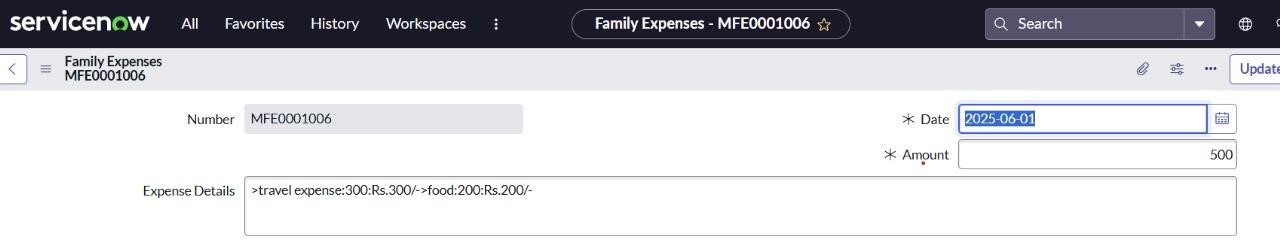 servicenow All Favorites History Workspaces Family Expenses - MFE0001006 Search
Family Expenses
MFE0001006
Update
Number MFE0001006 Date 2025-06-01
Amount 500
Expense Details >travel expense:300:Rs.300/->food:200:Rs.200/-